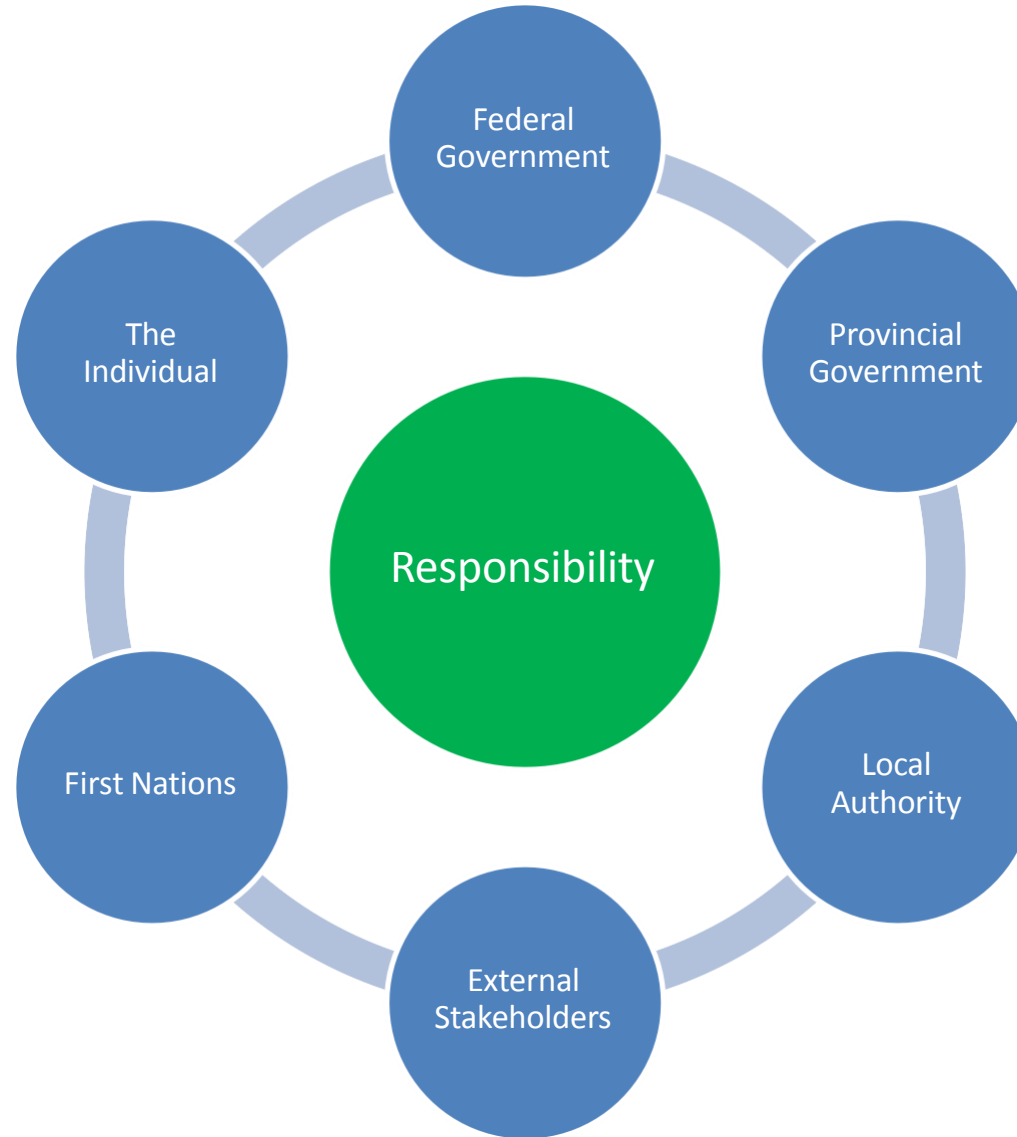 Federal
Government
Provincial
Government
Local
Authority
External
Stakeholders
First Nations
The
Individual
Responsibility